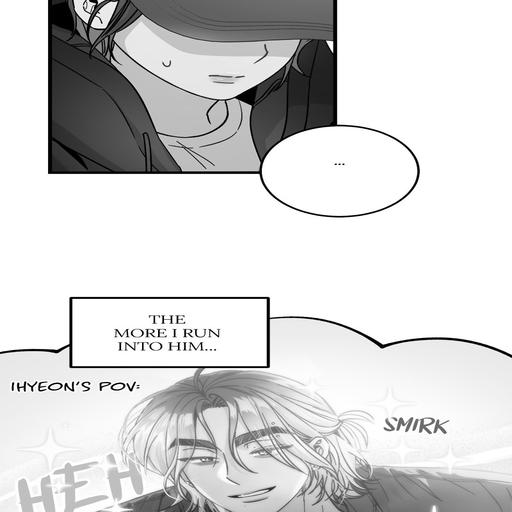 ...
THE
MORE I RUN
INTO HIM...
IHYEON'S POV:
SMIRK
HEH